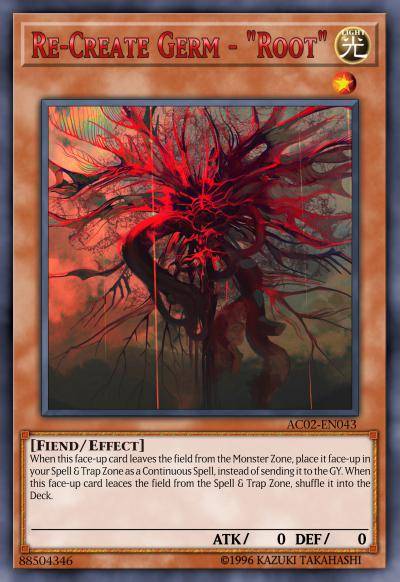 Re-Create Germ - "Root"
LIGHT
光
AC02-EN043
[Fiend/Effect]
When this face-up card leaves the field from the Monster Zone, place it face-up in
your Spell & Trap Zone as a Continuous Spell, instead of sending it to the GY. When
this face-up card leaces the field from the Spell & Trap Zone, shuffle it into the
Deck.
ATK / 0 DEF / 0
88504346 ©1996 KAZUKI TAKAHASHI